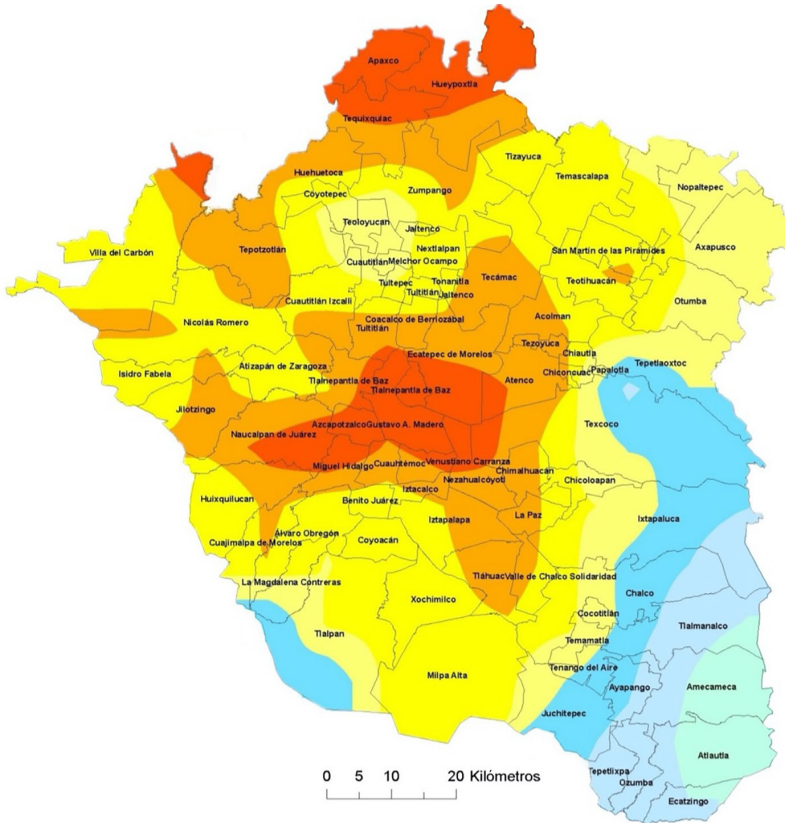 Apaxco
Hueypoxtla
Tequixquiac
Tizayuca
Huehuetoca
Temascalapa
Coyotepec
Zumpango
Nopaltepec
Teoloyucan
Jaltenco
Axapusco
Nextlalpan
San Martín de las Pirámides
Villa del Carbón
Tepotzotlán
Cuautitlán
Melchor Ocampo
Tecámac
Teotihuacán
Tultepec
Tonanitla
Tultitlán
Jaltenco
Cuautitlán Izcalli
Otumba
Acolman
Nicolás Romero
Coacalco de Berriozábal
Tultitlán
Tezoyuca
Ecatepec de Morelos
Chiautla
Tepetlaoxtoc
Atizapán de Zaragoza
Chiconcuac
Papalotla
Isidro Fabela
Tlalnepantla de Baz
Atenco
Tlalnepantla de Baz
Jilotzingo
Azcapotzalco
Gustavo A. Madero
Texcoco
Naucalpan de Juárez
Miguel Hidalgo
Cuauhtémoc
Venustiano Carranza
Chimalhuacán
Nezahualcóyotl
Chicoloapan
Iztacalco
Huixquilucan
Benito Juárez
La Paz
Iztapalapa
Ixtapaluca
Álvaro Obregón
Coyoacán
Cuajimalpa de Morelos
Tláhuac
Valle de Chalco Solidaridad
La Magdalena Contreras
Chalco
Xochimilco
Cocotitlán
Tlalmanalco
Tlalpan
Temamatla
Tenango del Aire
Milpa Alta
Ayapango
Amecameca
Juchitepec
Atlautla
Tepetlixpa
Ozumba
Ecatzingo
0 5 10 20 Kilómetros